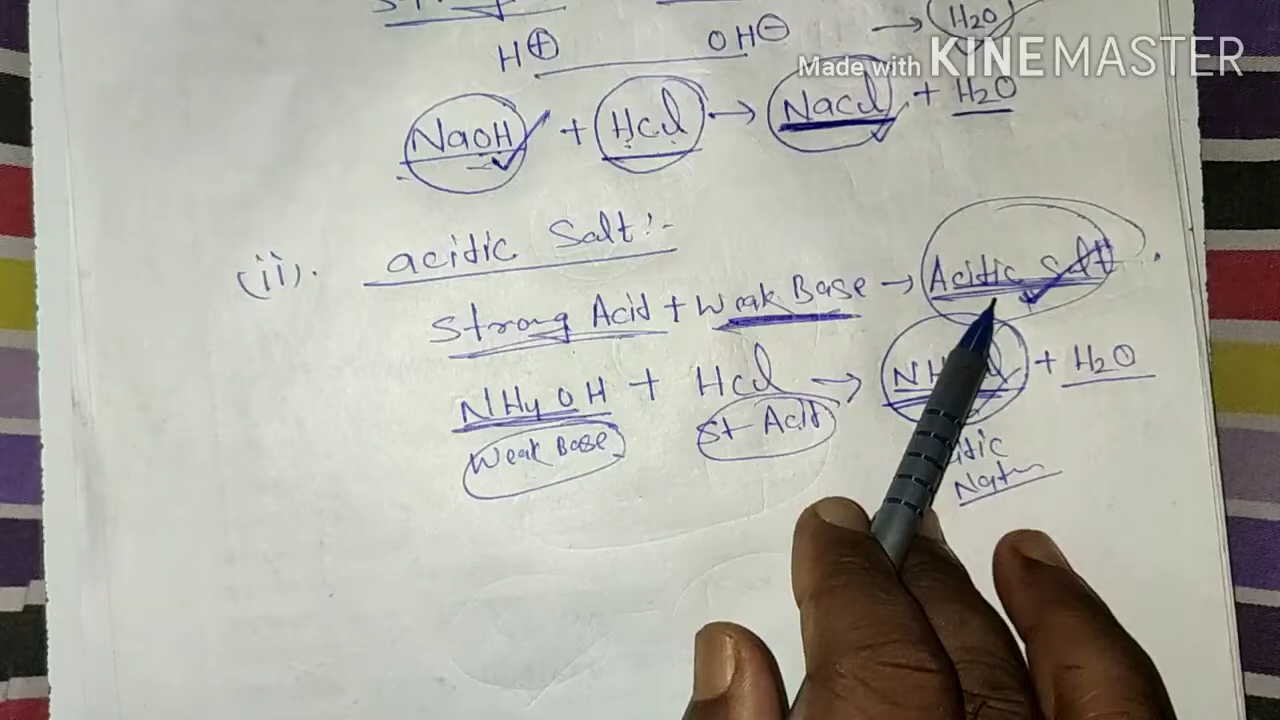 → H2O
H⊕ OH⊖
Made with KINEMASTER
NaOH + Hcl → Nacl + H2O
(ii). acidic Salt:-
Strong Acid + Weak Base → Acidic Salt
NH4OH + Hcl → + H2O
Weak Base St Acid
Natur